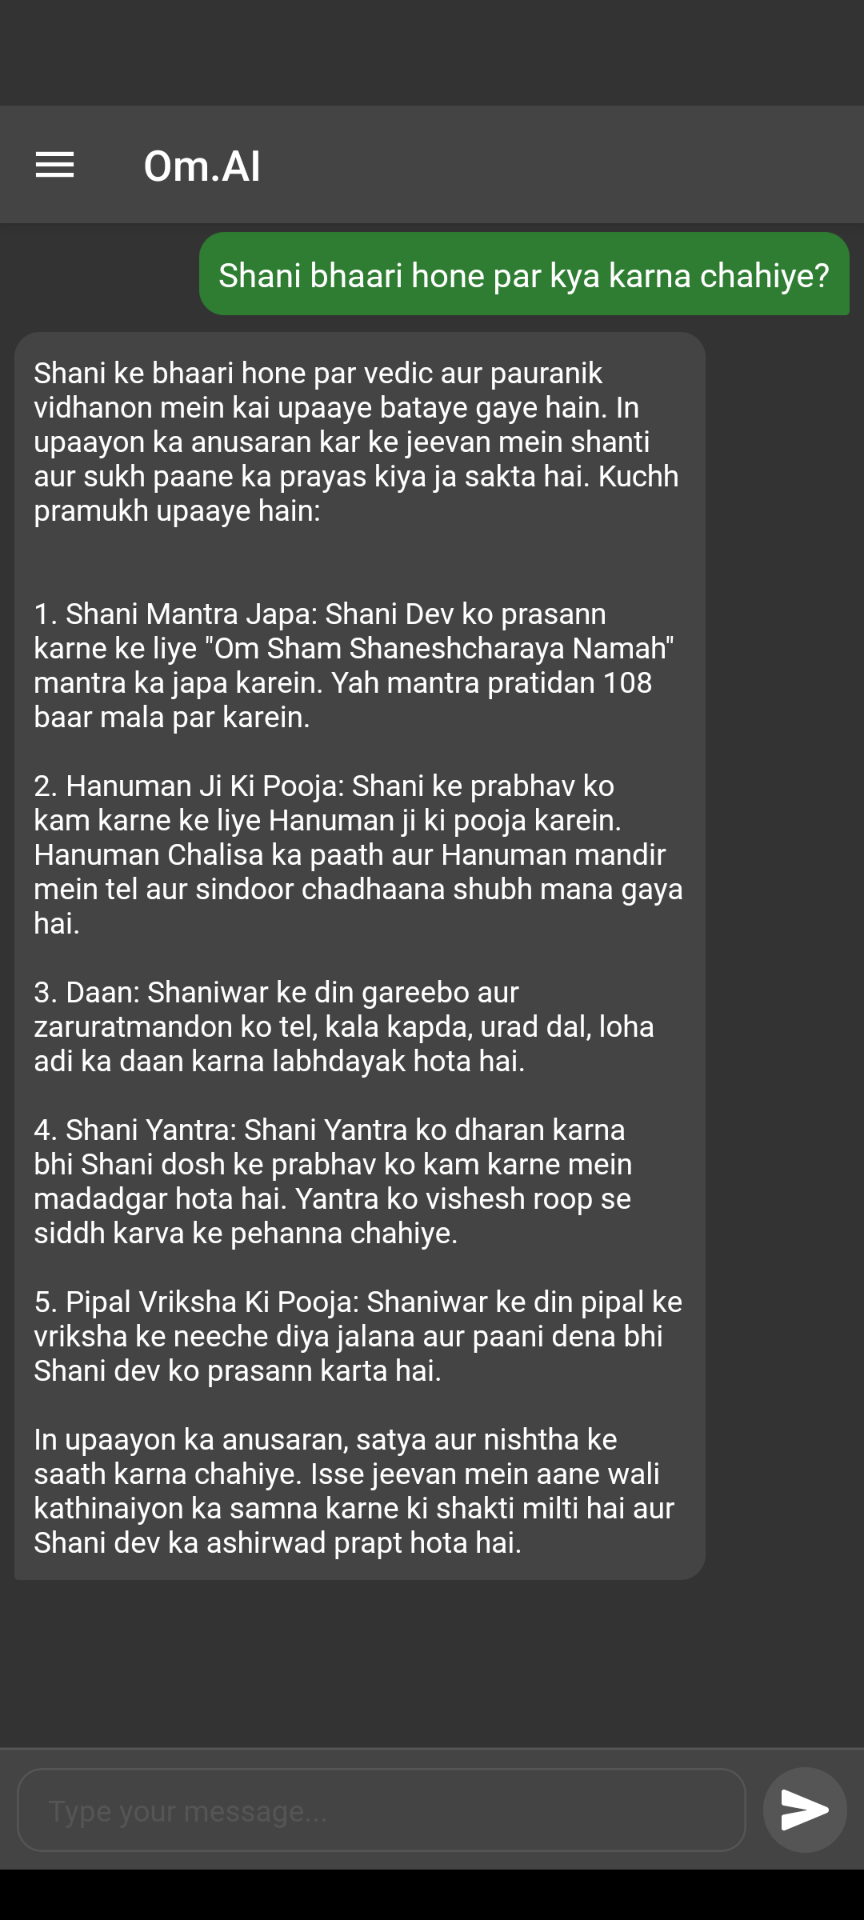 Om.AI
Shani bhaari hone par kya karna chahiye?
Shani ke bhaari hone par vedic aur pauranik
vidhanon mein kai upaaye bataye gaye hain. In
upaayon ka anusaran kar ke jeevan mein shanti
aur sukh paane ka prayas kiya ja sakta hai. Kuchh
pramukh upaaye hain:
1. Shani Mantra Japa: Shani Dev ko prasann
karne ke liye "Om Sham Shaneshcharaya Namah"
mantra ka japa karein. Yah mantra pratidan 108
baar mala par karein.
2. Hanuman Ji Ki Pooja: Shani ke prabhav ko
kam karne ke liye Hanuman ji ki pooja karein.
Hanuman Chalisa ka paath aur Hanuman mandir
mein tel aur sindoor chadhaana shubh mana gaya
hai.
3. Daan: Shaniwar ke din gareebo aur
zaruratmandon ko tel, kala kapda, urad dal, loha
adi ka daan karna labhdayak hota hai.
4. Shani Yantra: Shani Yantra ko dharan karna
bhi Shani dosh ke prabhav ko kam karne mein
madadgar hota hai. Yantra ko vishesh roop se
siddh karva ke pehanna chahiye.
5. Pipal Vriksha Ki Pooja: Shaniwar ke din pipal ke
vriksha ke neeche diya jalana aur paani dena bhi
Shani dev ko prasann karta hai.
In upaayon ka anusaran, satya aur nishtha ke
saath karna chahiye. Isse jeevan mein aane wali
kathinaiyon ka samna karne ki shakti milti hai aur
Shani dev ka ashirwad prapt hota hai.
Type your message...